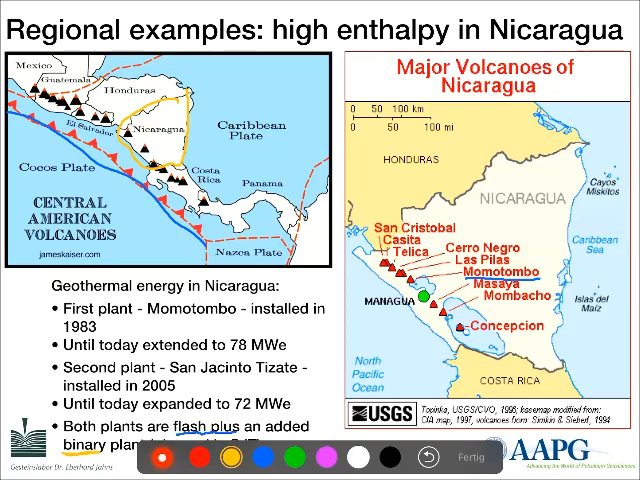 Regional examples: high enthalpy in Nicaragua
Mexico
Guatemala
Honduras
El Salvador
Nicaragua
Caribbean
Plate
Cocos Plate
Costa
Rica
Panama
CENTRAL
AMERICAN
VOLCANOES
jameskaiser.com
Nazca Plate
Major Volcanoes of
Nicaragua
0 50 100 km
0 50 100 mi
HONDURAS
NICARAGUA
Cayos
Miskitos
San Cristobal
Casita
Telica
Cerro Negro
Las Pilas
Momotombo
Masaya
Mombacho
Concepcion
MANAGUA
Caribbean
Sea
Islas del
Maíz
North
Pacific
Ocean
COSTA RICA
USGS
Topinka, USGS/CVO, 1996; basemap modified from:
CIA map, 1997; volcanoes from: Simkin & Siebert, 1994
Geothermal energy in Nicaragua:
• First plant - Momotombo - installed in
1983
• Until today extended to 78 MWe
• Second plant - San Jacinto Tizate -
installed in 2005
• Until today expanded to 72 MWe
• Both plants are flash plus an added
binary
Fertig
Gesteinslabor Dr. Eberhard Jahns
AAPG
Advancing the World of Petroleum Geosciences.